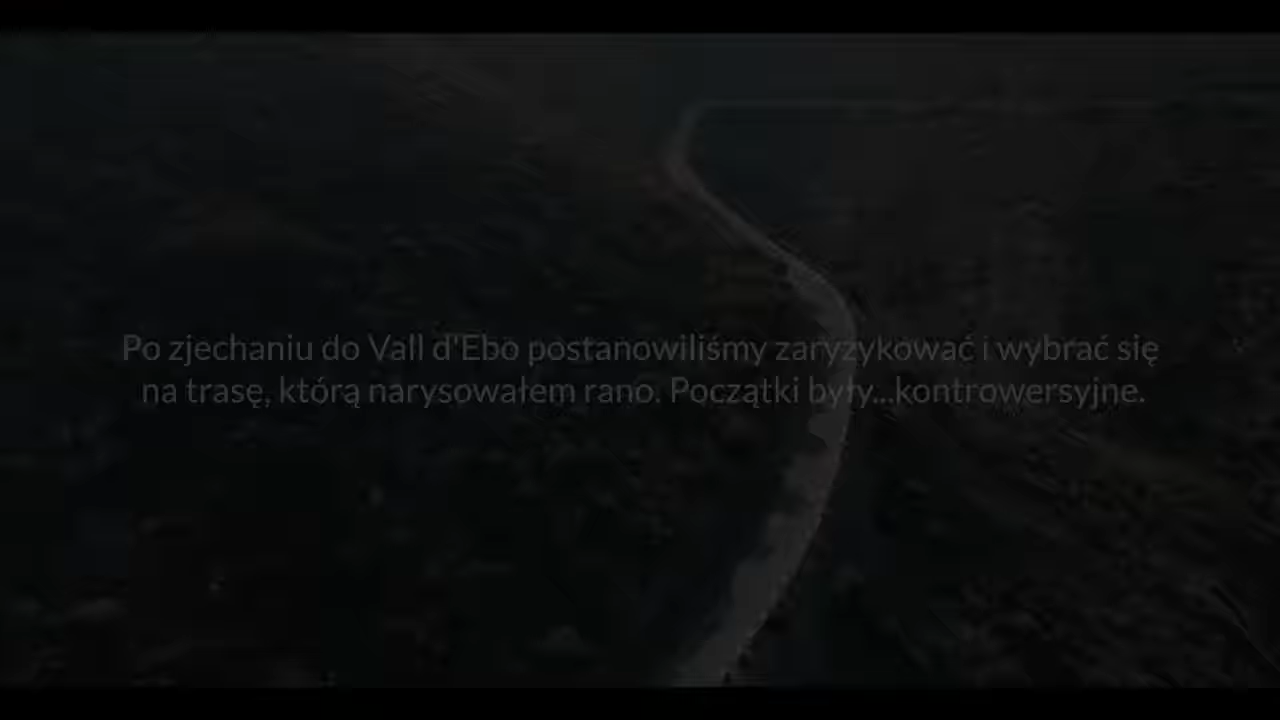 Po zjechaniu do Vall d'Ebo postanowiliśmy zaryzykować i wybrać się
na trasę, którą narysowałem rano. Początki były...kontrowersyjne.